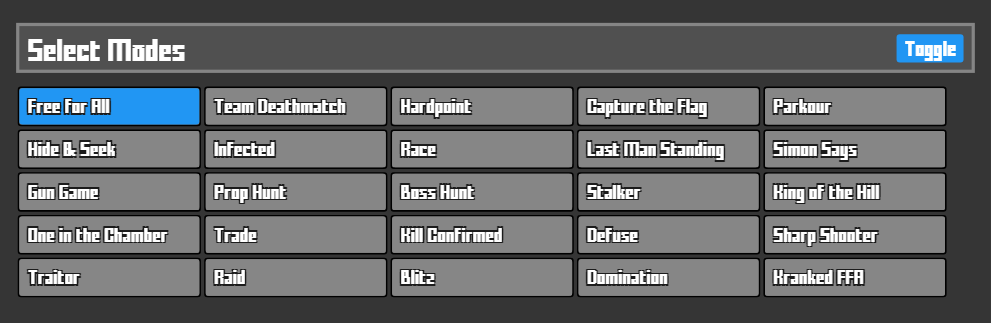 Select Modes Toggle
Free for All Team Deathmatch Hardpoint Capture the Flag Parkour
Hide & Seek Infected Race Last Man Standing Simon Says
Gun Game Prop Hunt Boss Hunt Stalker King of the Hill
One in the Chamber Trade Kill Confirmed Defuse Sharp Shooter
Traitor Raid Blitz Domination Kranked FFA